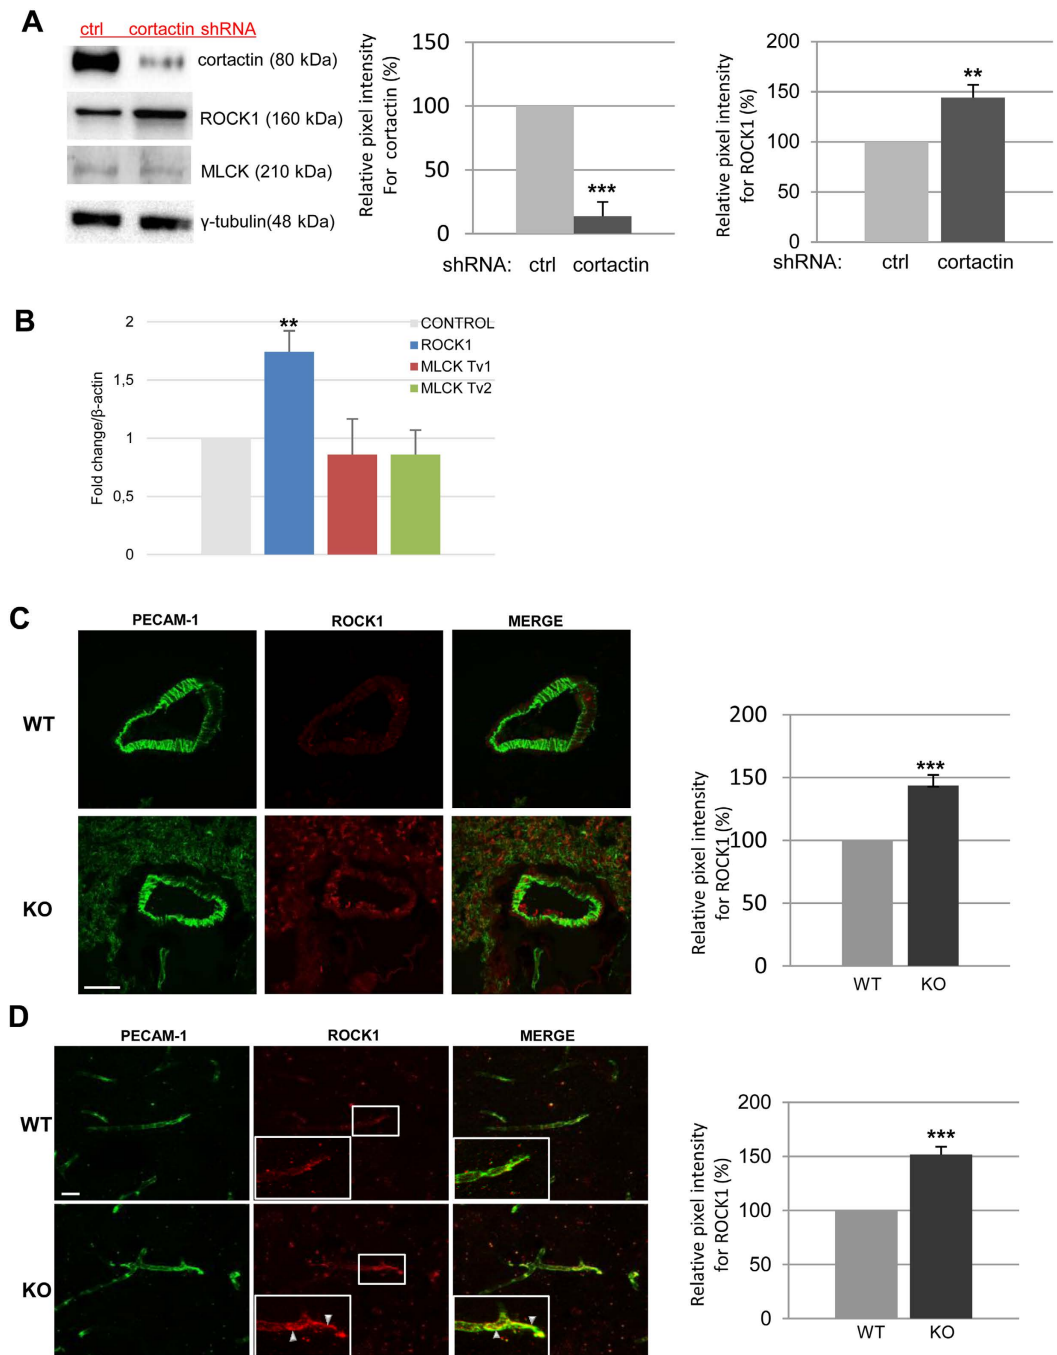 A
ctrl cortactin shRNA
cortactin (80 kDa)
ROCK1 (160 kDa)
MLCK (210 kDa)
γ-tubulin(48 kDa)
Relative pixel intensity
For cortactin (%)
150
100
50
0
***
shRNA: ctrl cortactin
Relative pixel intensity
for ROCK1 (%)
200
150
100
50
0
**
shRNA: ctrl cortactin
B
Fold change/β-actin
2
1,5
1
0,5
0
**
CONTROL
ROCK1
MLCK Tv1
MLCK Tv2
C
PECAM-1 ROCK1 MERGE
WT
KO
Relative pixel intensity
for ROCK1 (%)
200
150
100
50
0
***
WT KO
D
PECAM-1 ROCK1 MERGE
WT
KO
Relative pixel intensity
for ROCK1 (%)
200
150
100
50
0
***
WT KO